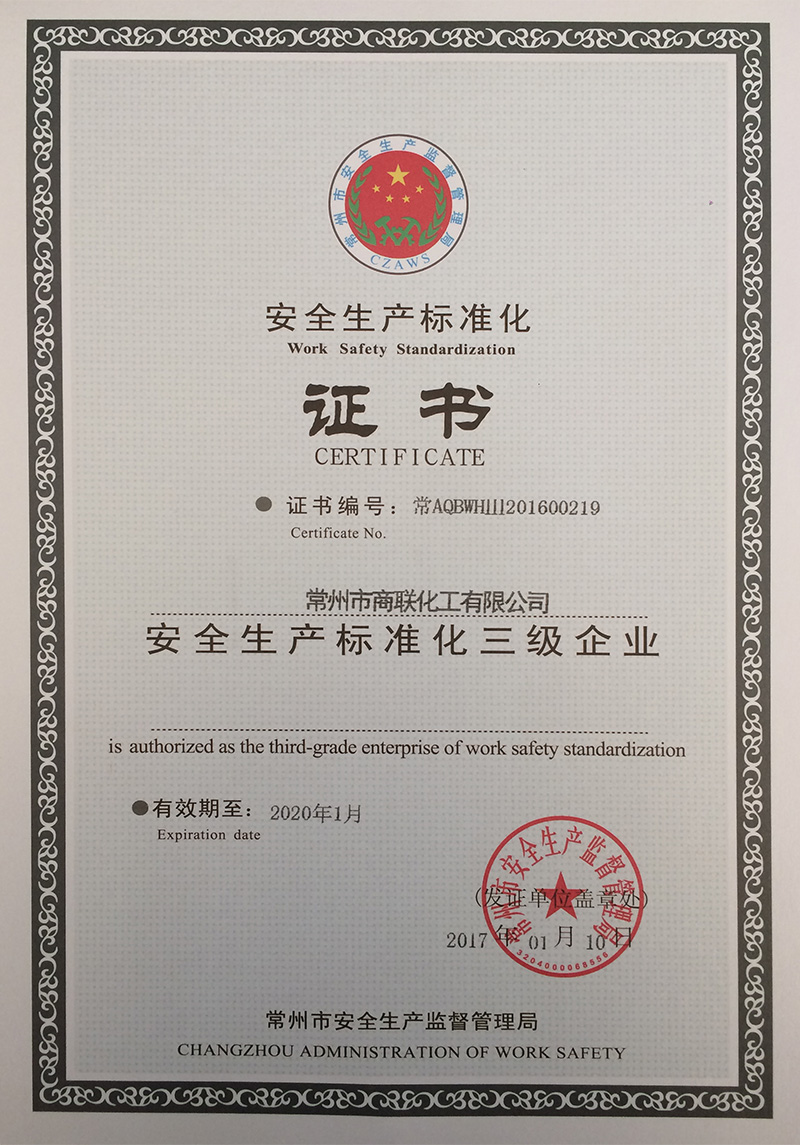 常州市安全生产监督管理局
CZAWS
安全生产标准化
Work Safety Standardization
证书
CERTIFICATE
证书编号：常AQBWHⅢ201600219
Certificate No.
常州市商联化工有限公司
安全生产标准化三级企业
is authorized as the third-grade enterprise of work safety standardization
有效期至：2020年1月
Expiration date
常州市安全生产监督管理局
(发证单位盖章处)
2017年01月10日
3204000068556
常州市安全生产监督管理局
CHANGZHOU ADMINISTRATION OF WORK SAFETY